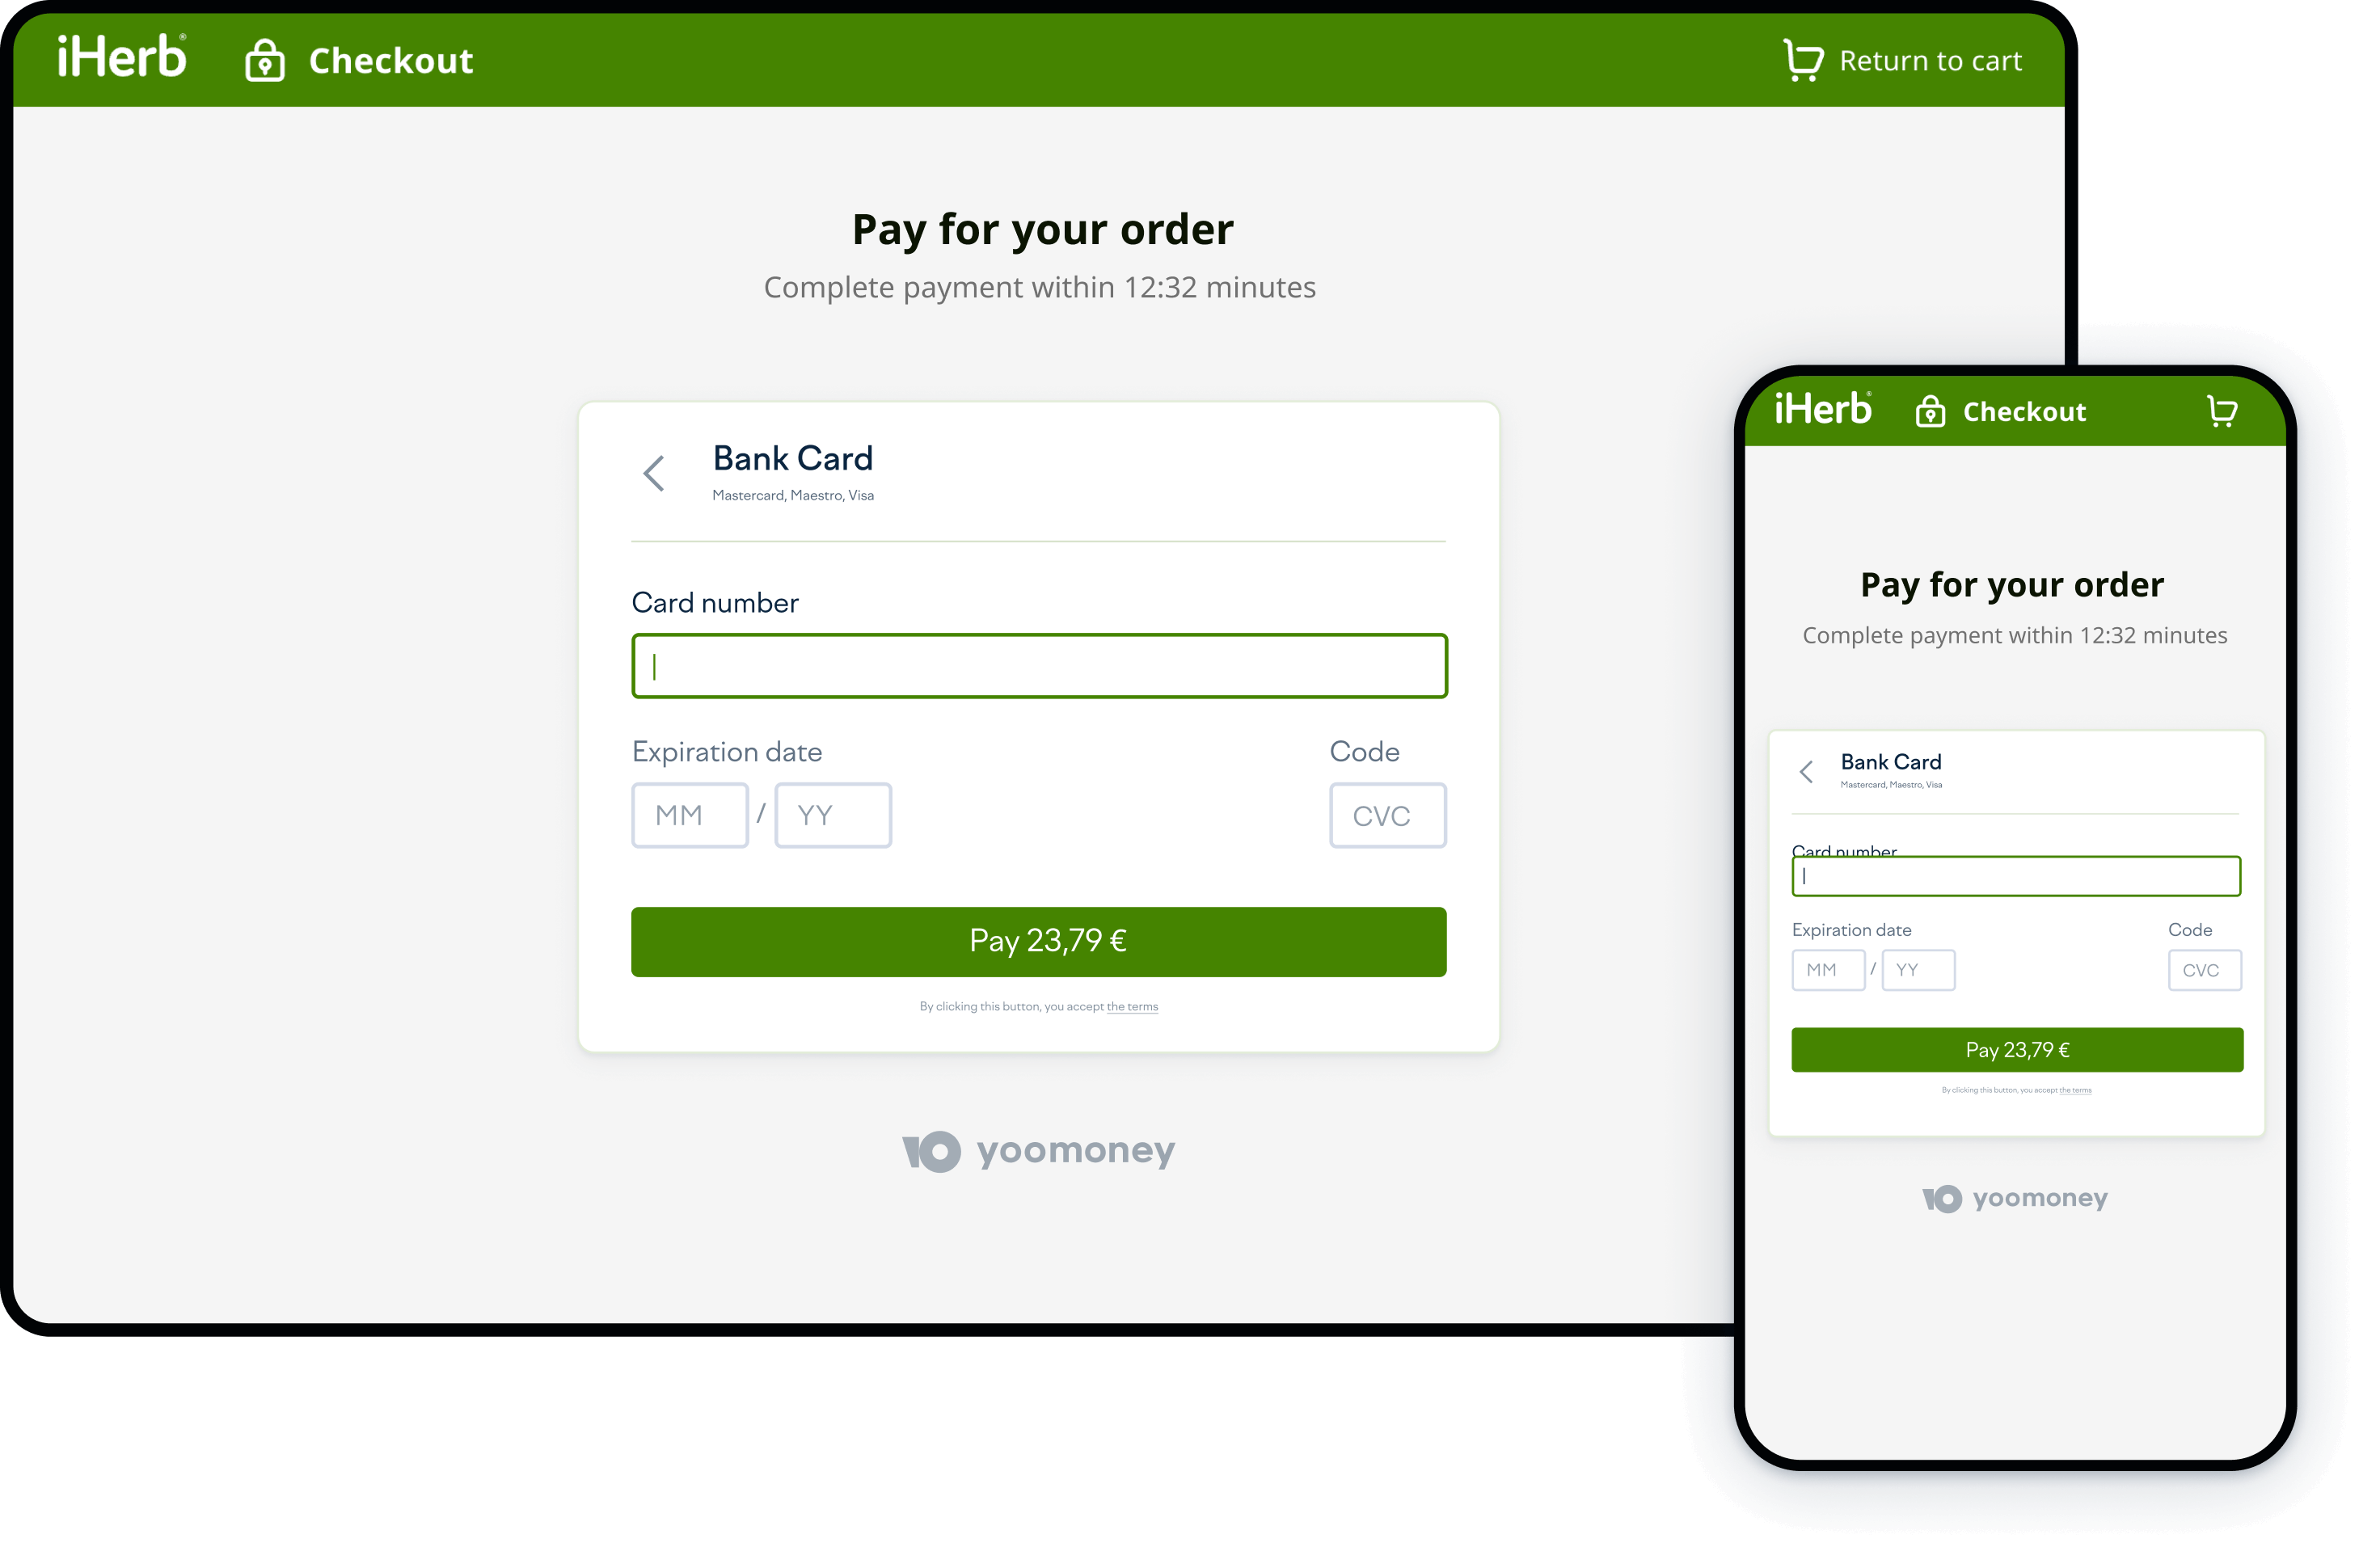 iHerb®
Checkout
Return to cart
Pay for your order
Complete payment within 12:32 minutes
Bank Card
Mastercard, Maestro, Visa
Card number
Expiration date
Code
MM / YY
CVC
Pay 23,79 €
By clicking this button, you accept the terms
yoomoney
iHerb®
Checkout
Pay for your order
Complete payment within 12:32 minutes
Bank Card
Mastercard, Maestro, Visa
Card number
Expiration date
Code
MM / YY
CVC
Pay 23,79 €
By clicking this button, you accept the terms
yoomoney